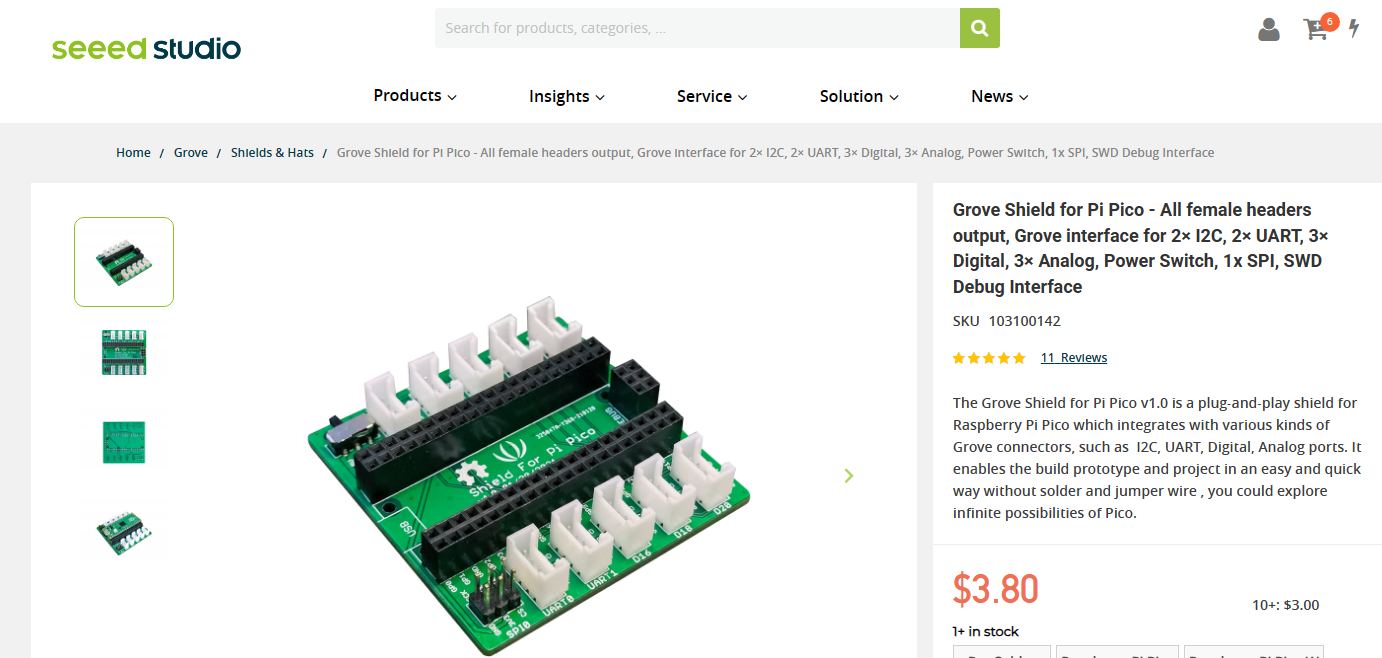 seeed studio
Search for products, categories, ...
6
Products
Insights
Service
Solution
News
Home / Grove / Shields & Hats / Grove Shield for Pi Pico - All female headers output, Grove interface for 2× I2C, 2× UART, 3× Digital, 3× Analog, Power Switch, 1x SPI, SWD Debug Interface
Grove Shield for Pi Pico - All female headers
output, Grove interface for 2× I2C, 2× UART, 3×
Digital, 3× Analog, Power Switch, 1x SPI, SWD
Debug Interface
SKU 103100142
11 Reviews
The Grove Shield for Pi Pico v1.0 is a plug-and-play shield for
Raspberry Pi Pico which integrates with various kinds of
Grove connectors, such as I2C, UART, Digital, Analog ports. It
enables the build prototype and project in an easy and quick
way without solder and jumper wire , you could explore
infinite possibilities of Pico.
$3.80
10+: $3.00
1+ in stock
Shield For Pi Pico
USB
UART0
UART1
D16
D18
D20
SPI0